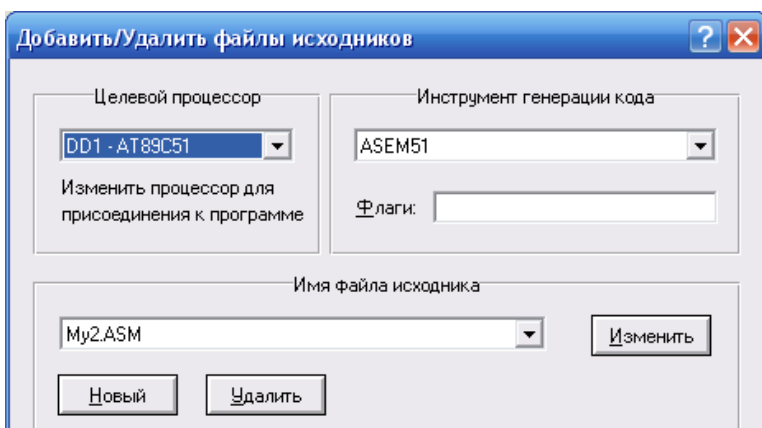 Добавить/Удалить файлы исходников
Целевой процессор
Инструмент генерации кода
DD1 - AT89C51
ASEM51
Изменить процессор для
присоединения к программе
Флаги:
Имя файла исходника
My2.ASM
Изменить
Новый
Удалить